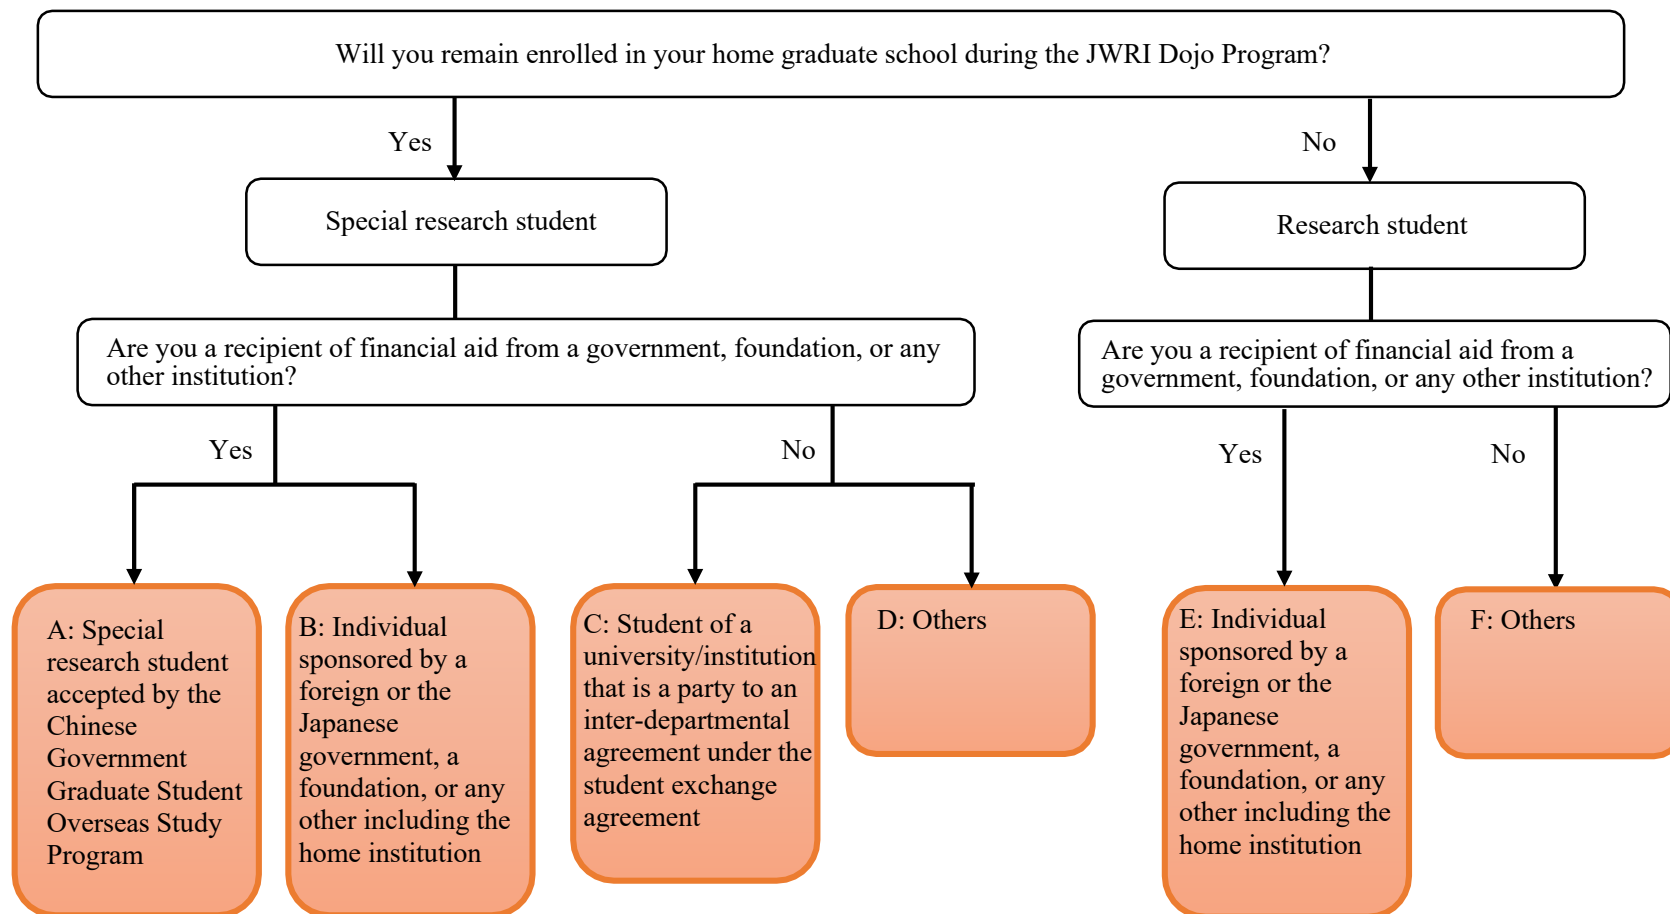 Will you remain enrolled in your home graduate school during the JWRI Dojo Program?
Yes
No
Special research student
Research student
Are you a recipient of financial aid from a government, foundation, or any
other institution?
Are you a recipient of financial aid from a
government, foundation, or any other institution?
Yes
No
Yes
No
A: Special
research student
accepted by the
Chinese
Government
Graduate Student
Overseas Study
Program
B: Individual
sponsored by a
foreign or the
Japanese
government, a
foundation, or any
other including the
home institution
C: Student of a
university/institution
that is a party to an
inter-departmental
agreement under the
student exchange
agreement
D: Others
E: Individual
sponsored by a
foreign or the
Japanese
government, a
foundation, or any
other including the
home institution
F: Others